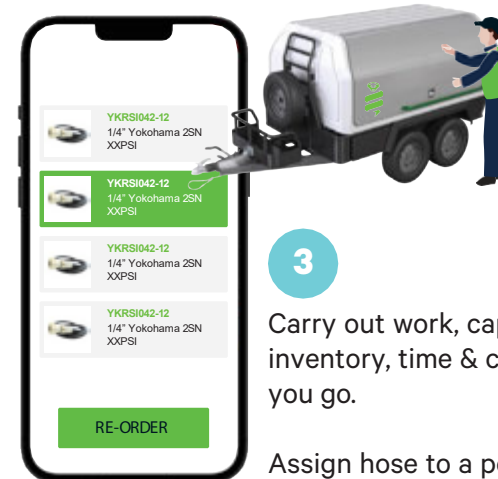 YKRSI042-12
1/4" Yokohama 2SN
XXPSI
YKRSI042-12
1/4" Yokohama 2SN
XXPSI
YKRSI042-12
1/4" Yokohama 2SN
XXPSI
YKRSI042-12
1/4" Yokohama 2SN
XXPSI
RE-ORDER
3
Carry out work,
inventory, time &
you go.
Assign hose to a